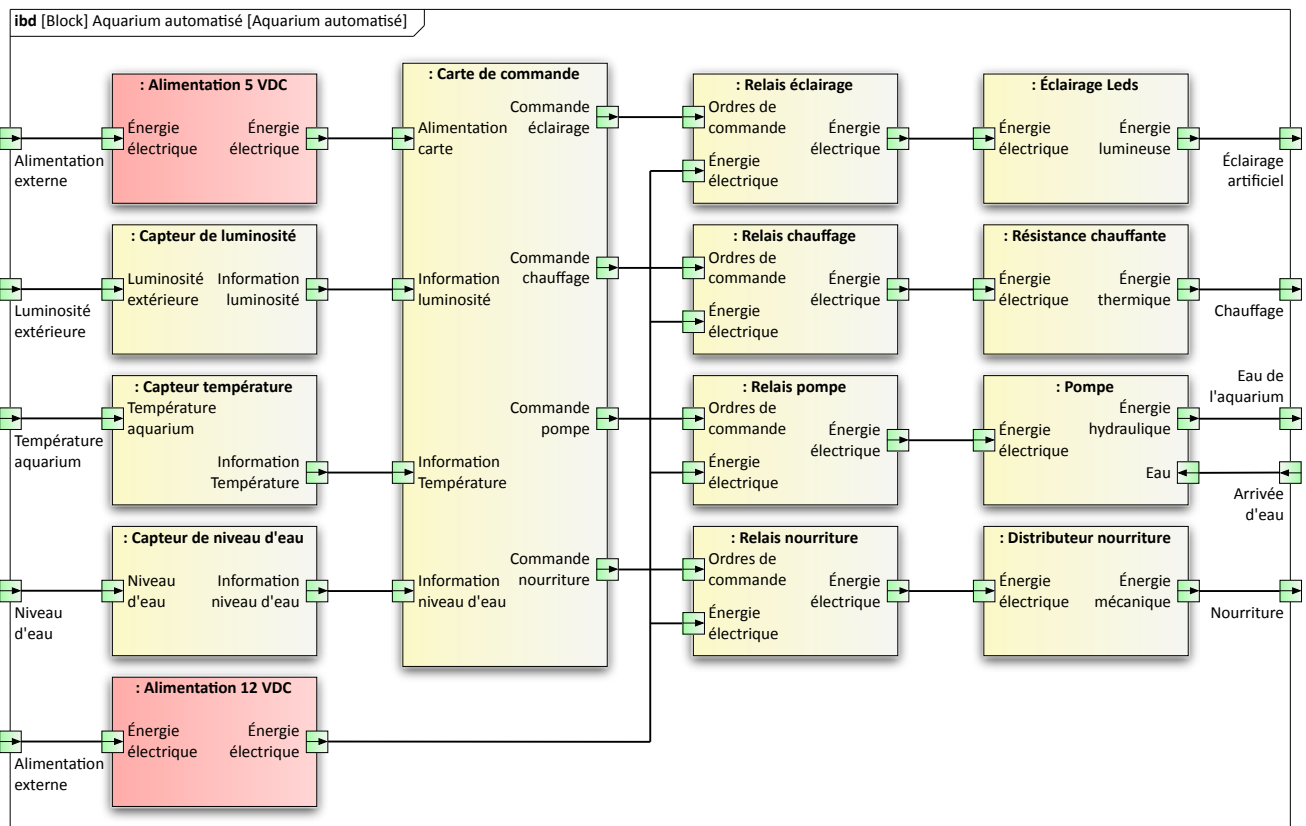 ibd [Block] Aquarium automatisé [Aquarium automatisé]
: Alimentation 5 VDC
Énergie
électrique
Énergie
électrique
Alimentation
externe
: Capteur de luminosité
Luminosité
extérieure
Information
luminosité
Luminosité
extérieure
: Capteur température
Température
aquarium
Information
Température
Température
aquarium
: Capteur de niveau d'eau
Niveau
d'eau
Information
niveau d'eau
Niveau
d'eau
: Alimentation 12 VDC
Énergie
électrique
Énergie
électrique
Alimentation
externe
: Carte de commande
Alimentation
carte
Commande
éclairage
Information
luminosité
Commande
chauffage
Information
Température
Commande
pompe
Information
niveau d'eau
Commande
nourriture
: Relais éclairage
Ordres de
commande
Énergie
électrique
Énergie
électrique
: Relais chauffage
Ordres de
commande
Énergie
électrique
Énergie
électrique
: Relais pompe
Ordres de
commande
Énergie
électrique
Énergie
électrique
: Relais nourriture
Ordres de
commande
Énergie
électrique
Énergie
électrique
: Éclairage Leds
Énergie
électrique
Énergie
lumineuse
Éclairage
artificiel
: Résistance chauffante
Énergie
électrique
Énergie
thermique
Chauffage
: Pompe
Énergie
électrique
Énergie
hydraulique
Eau
Eau de
l'aquarium
Arrivée
d'eau
: Distributeur nourriture
Énergie
électrique
Énergie
mécanique
Nourriture